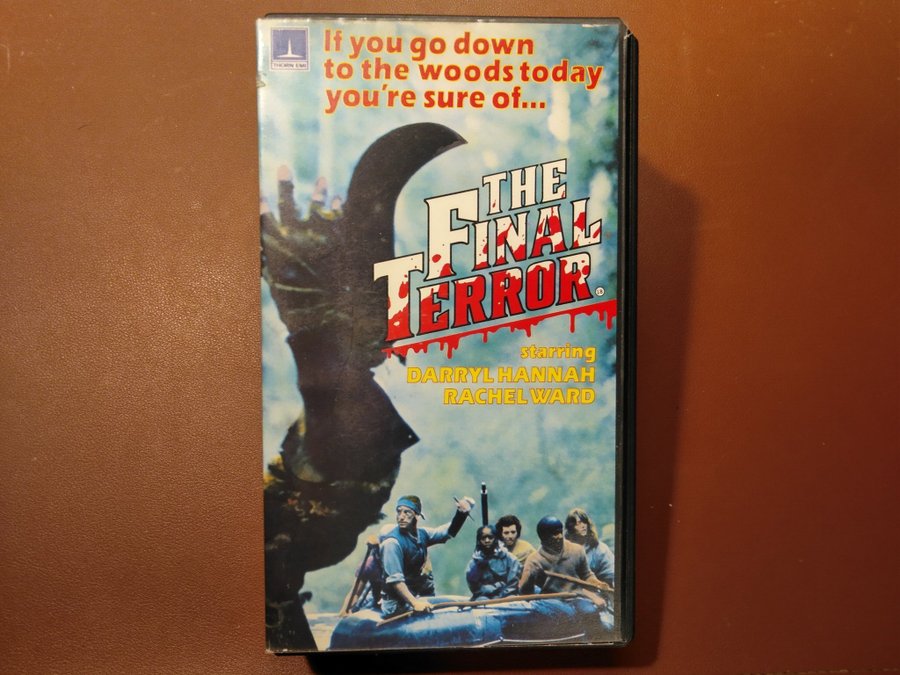 THORN EMI
If you go down
to the woods today
you're sure of...
THE
FINAL
TERROR
18
starring
DARRYL HANNAH
RACHEL WARD